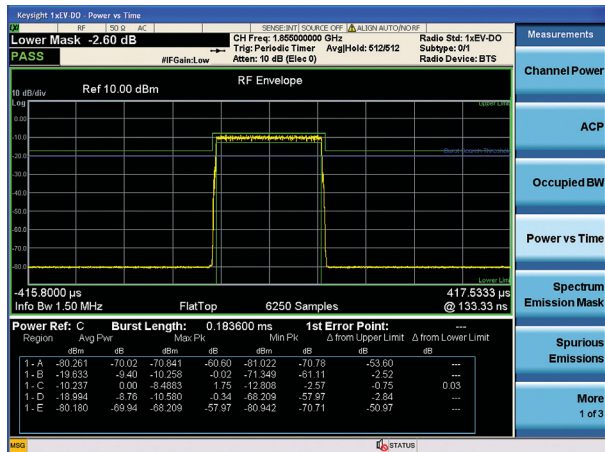 Keysight 1xEV-DO - Power vs Time
RF 50 Ω AC SENSE:INT SOURCE OFF ALIGN AUTO/NO RF
Lower Mask -2.60 dB
PASS
#IFGain:Low
CH Freq: 1.855000000 GHz
Trig: Periodic Timer Avg|Hold: 512/512
Atten: 10 dB (Elec 0)
Radio Std: 1xEV-DO
Subtype: 0/1
Radio Device: BTS
RF Envelope
10 dB/div Ref 10.00 dBm
Log
Upper Limit
0.00
-10.0
-20.0
Burst Search Threshold
-30.0
-40.0
-50.0
-60.0
-70.0
-80.0
Lower Limit
-415.8000 µs 417.5333 µs
Info Bw 1.50 MHz FlatTop 6250 Samples @ 133.33 ns
Power Ref: C Burst Length: 0.183600 ms 1st Error Point: ---
Region Avg Pwr Max Pk Min Pk Δ from Upper Limit Δ from Lower Limit
dBm dB dBm dB dBm dB dB dB
1 - A -80.261 -70.02 -70.841 -60.60 -81.022 -70.78 -53.60 ---
1 - B -19.633 -9.40 -10.258 -0.02 -71.349 -61.11 -2.52 ---
1 - C -10.237 0.00 -8.4883 1.75 -12.808 -2.57 -0.75 0.03
1 - D -18.994 -8.76 -10.580 -0.34 -68.209 -57.97 -2.84 ---
1 - E -80.180 -69.94 -68.209 -57.97 -80.942 -70.71 -50.97 ---
MSG STATUS
Measurements
Channel Power
ACP
Occupied BW
Power vs Time
Spectrum
Emission Mask
Spurious
Emissions
More
1 of 3